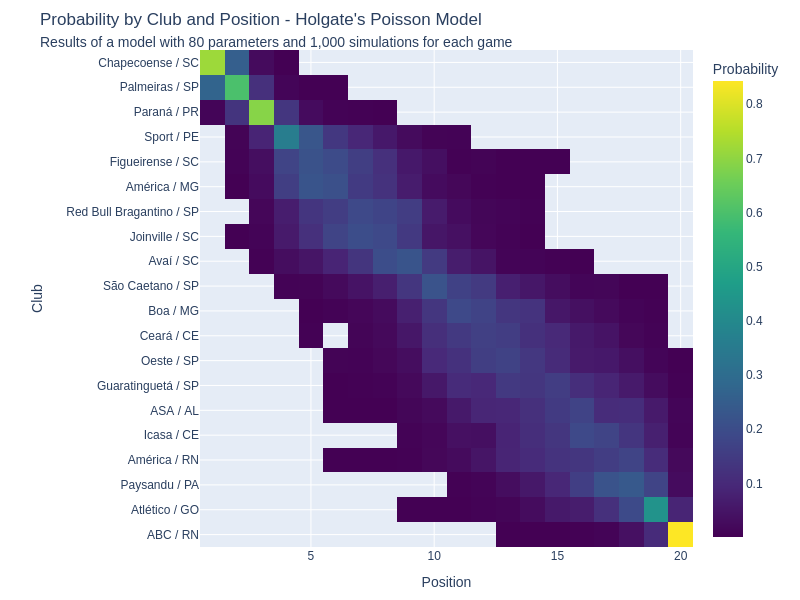 Probability by Club and Position - Holgate's Poisson Model
Results of a model with 80 parameters and 1,000 simulations for each game
Probability
Chapecoense / SC
Palmeiras / SP
Paraná / PR
Sport / PE
Figueirense / SC
América / MG
Red Bull Bragantino / SP
Joinville / SC
Avaí / SC
São Caetano / SP
Boa / MG
Ceará / CE
Oeste / SP
Guaratinguetá / SP
ASA / AL
Icasa / CE
América / RN
Paysandu / PA
Atlético / GO
ABC / RN
Club
5
10
15
20
Position
0.8
0.7
0.6
0.5
0.4
0.3
0.2
0.1